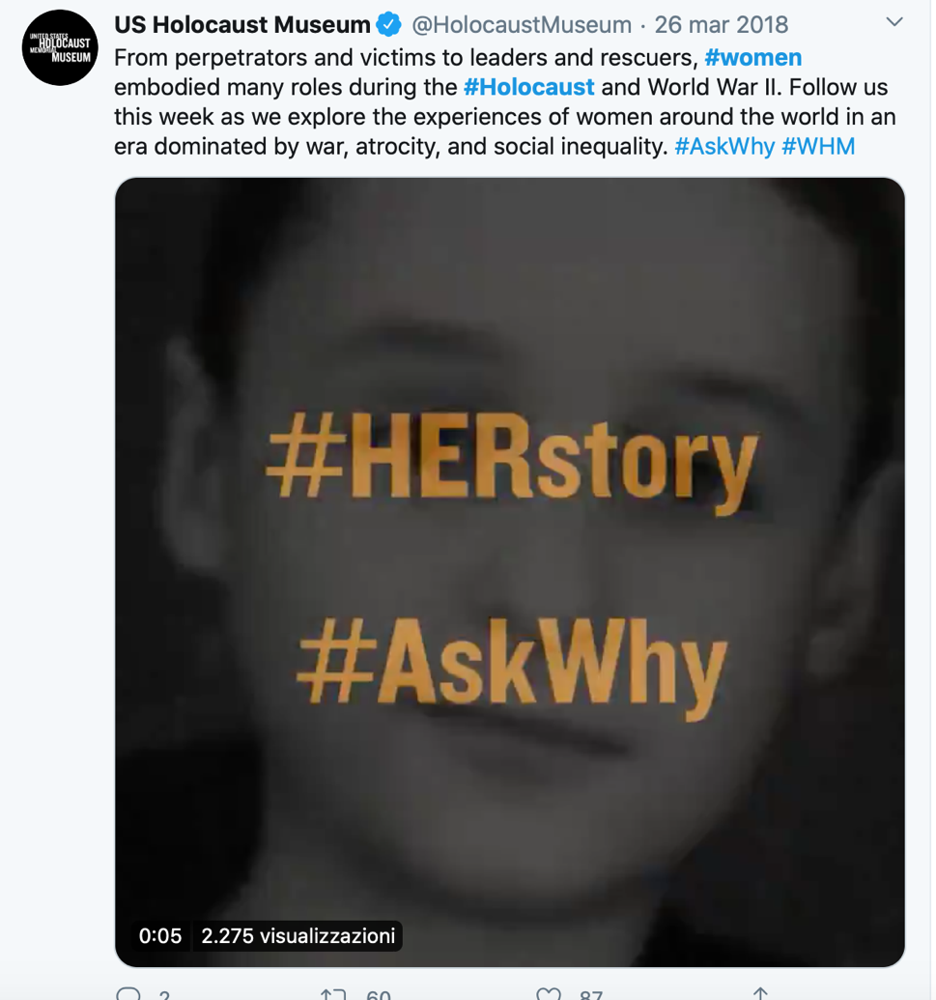 UNITED STATES
HOLOCAUST
MEMORIAL
MUSEUM
US Holocaust Museum @HolocaustMuseum · 26 mar 2018
From perpetrators and victims to leaders and rescuers, #women
embodied many roles during the #Holocaust and World War II. Follow us
this week as we explore the experiences of women around the world in an
era dominated by war, atrocity, and social inequality. #AskWhy #WHM
#HERstory
#AskWhy
0:05 2.275 visualizzazioni
2 60 87